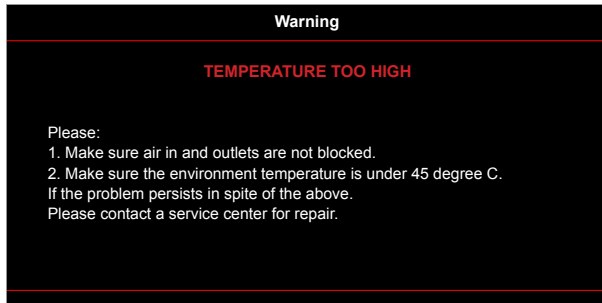 Warning
TEMPERATURE TOO HIGH
Please:
1. Make sure air in and outlets are not blocked.
2. Make sure the environment temperature is under 45 degree C.
If the problem persists in spite of the above.
Please contact a service center for repair.